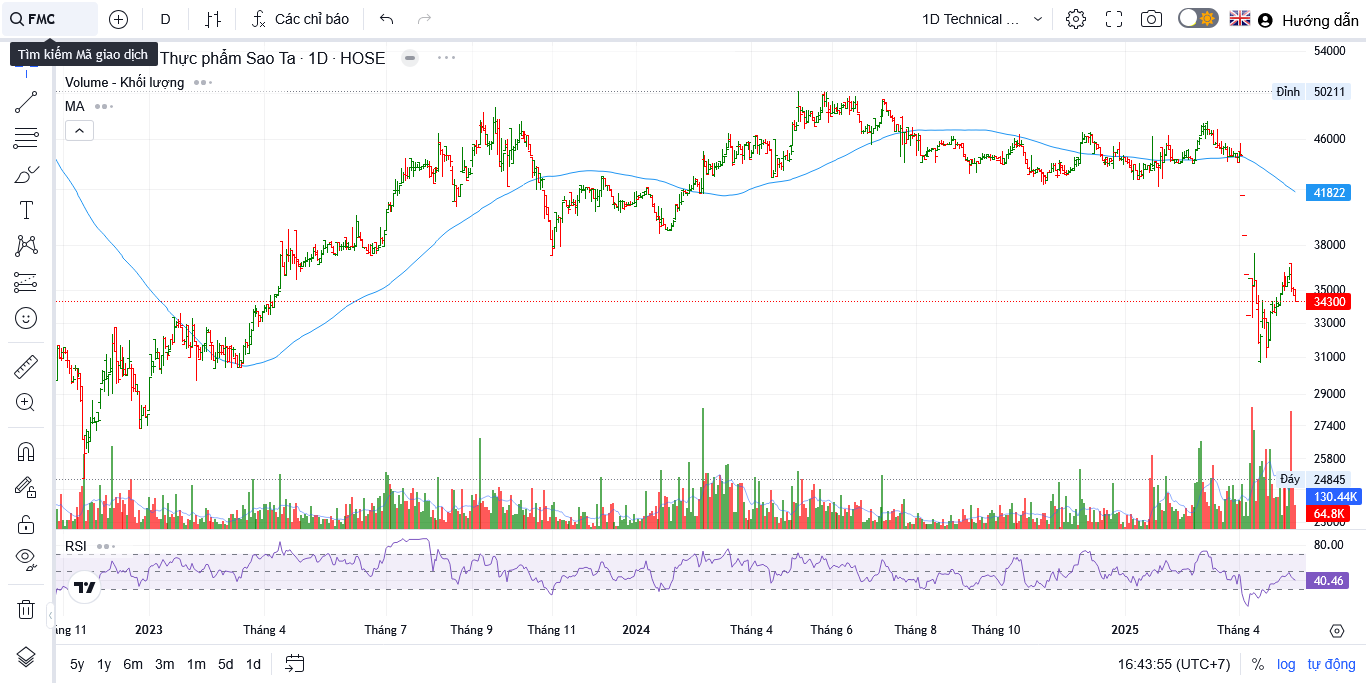 FMC
D
Các chỉ báo
1D Technical ...
Hướng dẫn
Tìm kiếm Mã giao dịch
Thực phẩm Sao Ta · 1D · HOSE
Volume - Khối lượng
MA
54000
Đỉnh 50211
46000
41822
38000
35000
34300
33000
31000
29000
27400
25800
Đáy 24845
130.44K
64.8K
RSI
80.00
40.46
11
2023
Tháng 4
Tháng 7
Tháng 9
Tháng 11
2024
Tháng 4
Tháng 6
Tháng 8
Tháng 10
2025
Tháng 4
5y 1y 6m 3m 1m 5d 1d
16:43:55 (UTC+7)
% log tự động